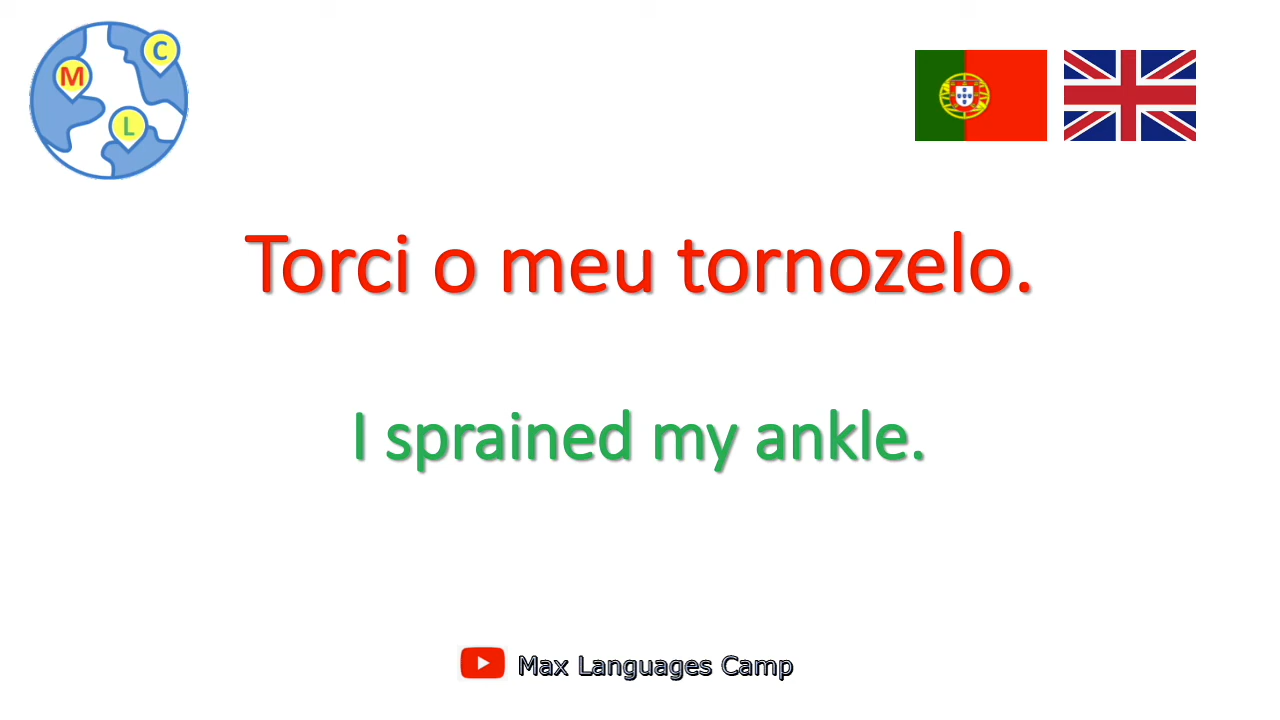 C
M
L
Torci o meu tornozelo.
I sprained my ankle.
Max Languages Camp